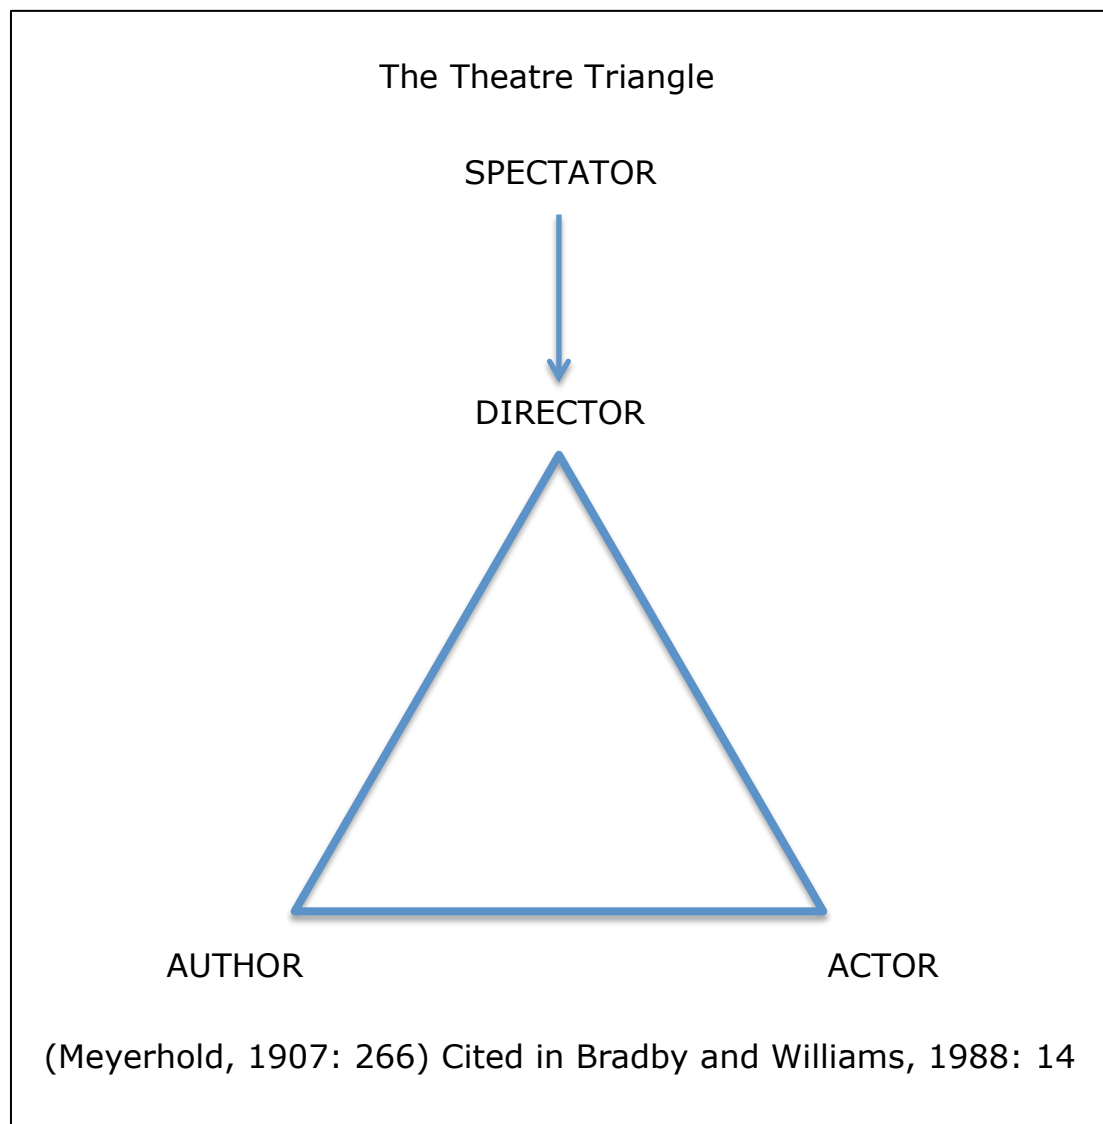 The Theatre Triangle
SPECTATOR
DIRECTOR
AUTHOR
ACTOR
(Meyerhold, 1907: 266) Cited in Bradby and Williams, 1988: 14